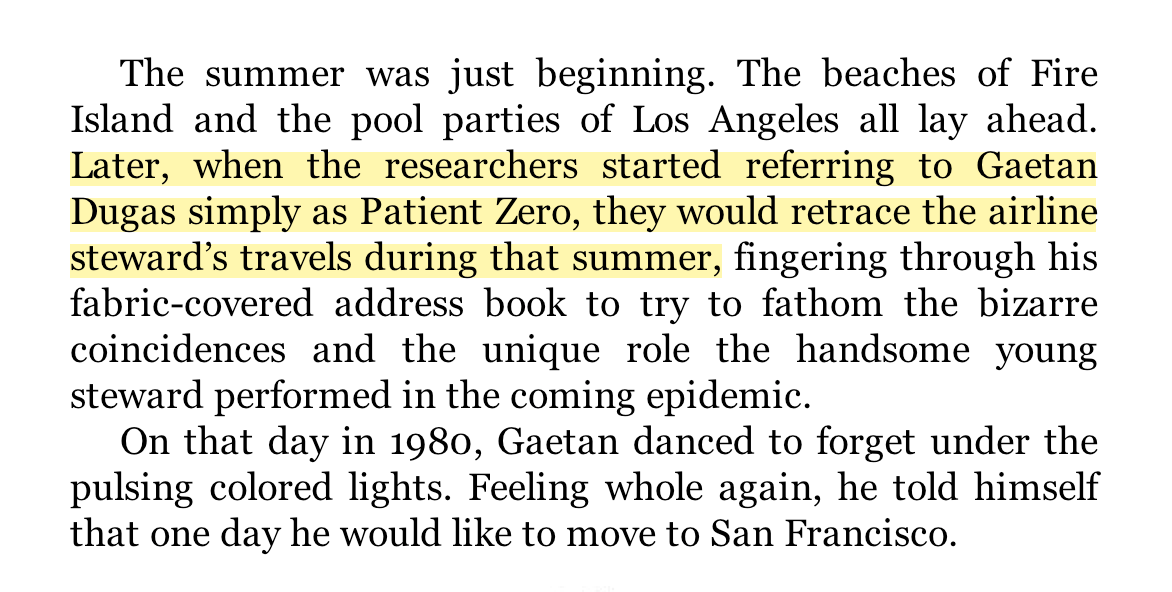 The summer was just beginning. The beaches of Fire
Island and the pool parties of Los Angeles all lay ahead.
Later, when the researchers started referring to Gaetan
Dugas simply as Patient Zero, they would retrace the airline
steward’s travels during that summer, fingering through his
fabric-covered address book to try to fathom the bizarre
coincidences and the unique role the handsome young
steward performed in the coming epidemic.
On that day in 1980, Gaetan danced to forget under the
pulsing colored lights. Feeling whole again, he told himself
that one day he would like to move to San Francisco.